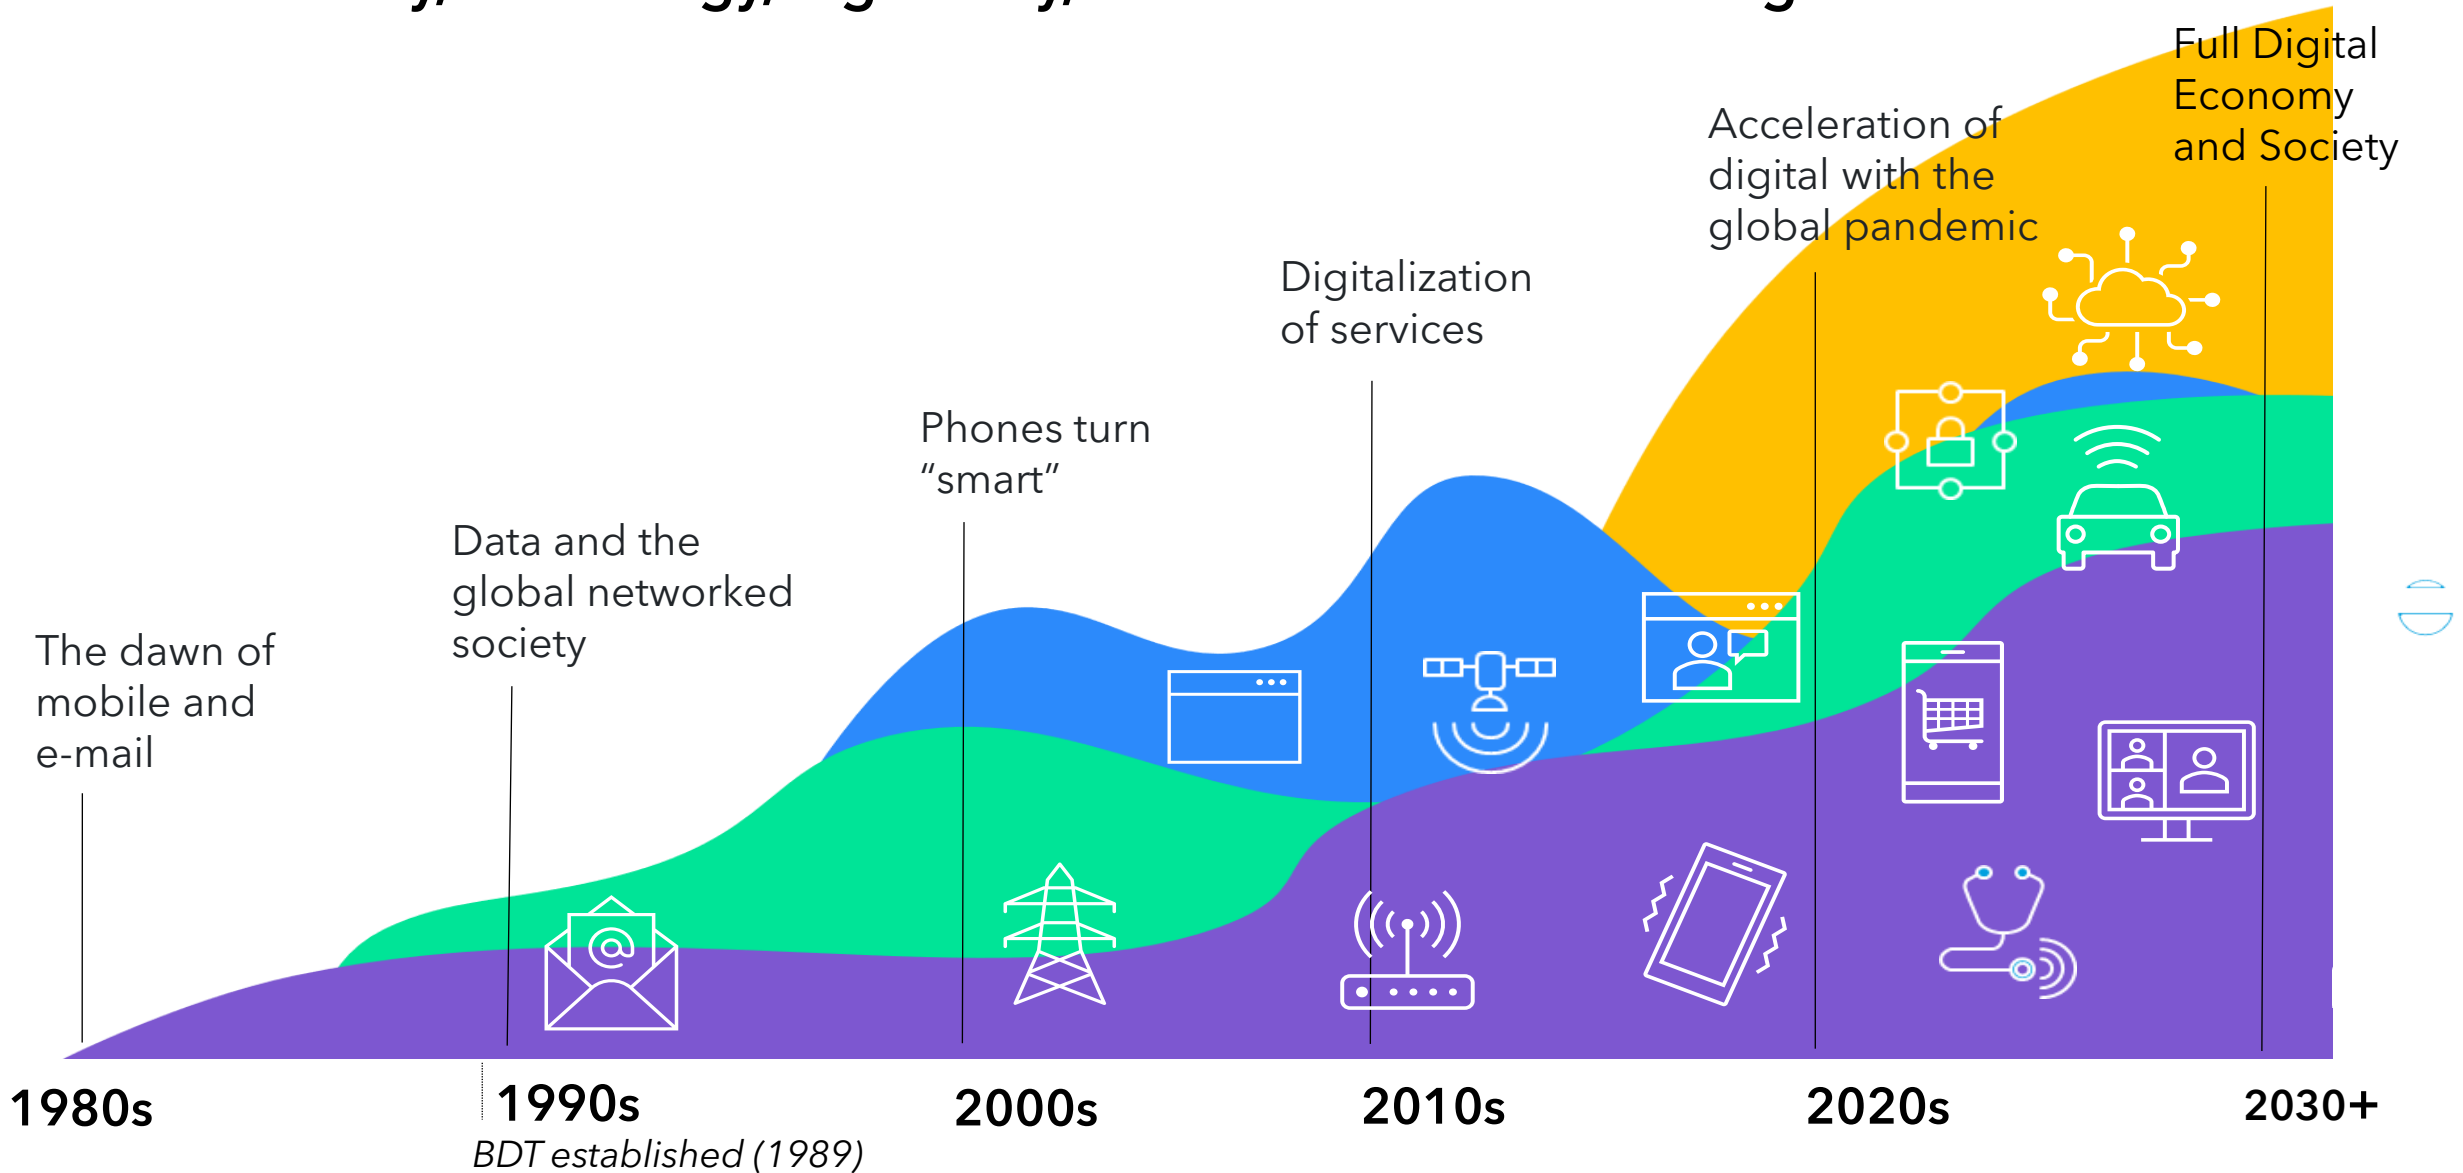 Full Digital
Economy
and Society
Acceleration of
digital with the
global pandemic
Digitalization
of services
Phones turn
“smart”
Data and the
global networked
society
The dawn of
mobile and
e-mail
@
1980s
1990s
2000s
2010s
2020s
2030+
BDT established (1989)